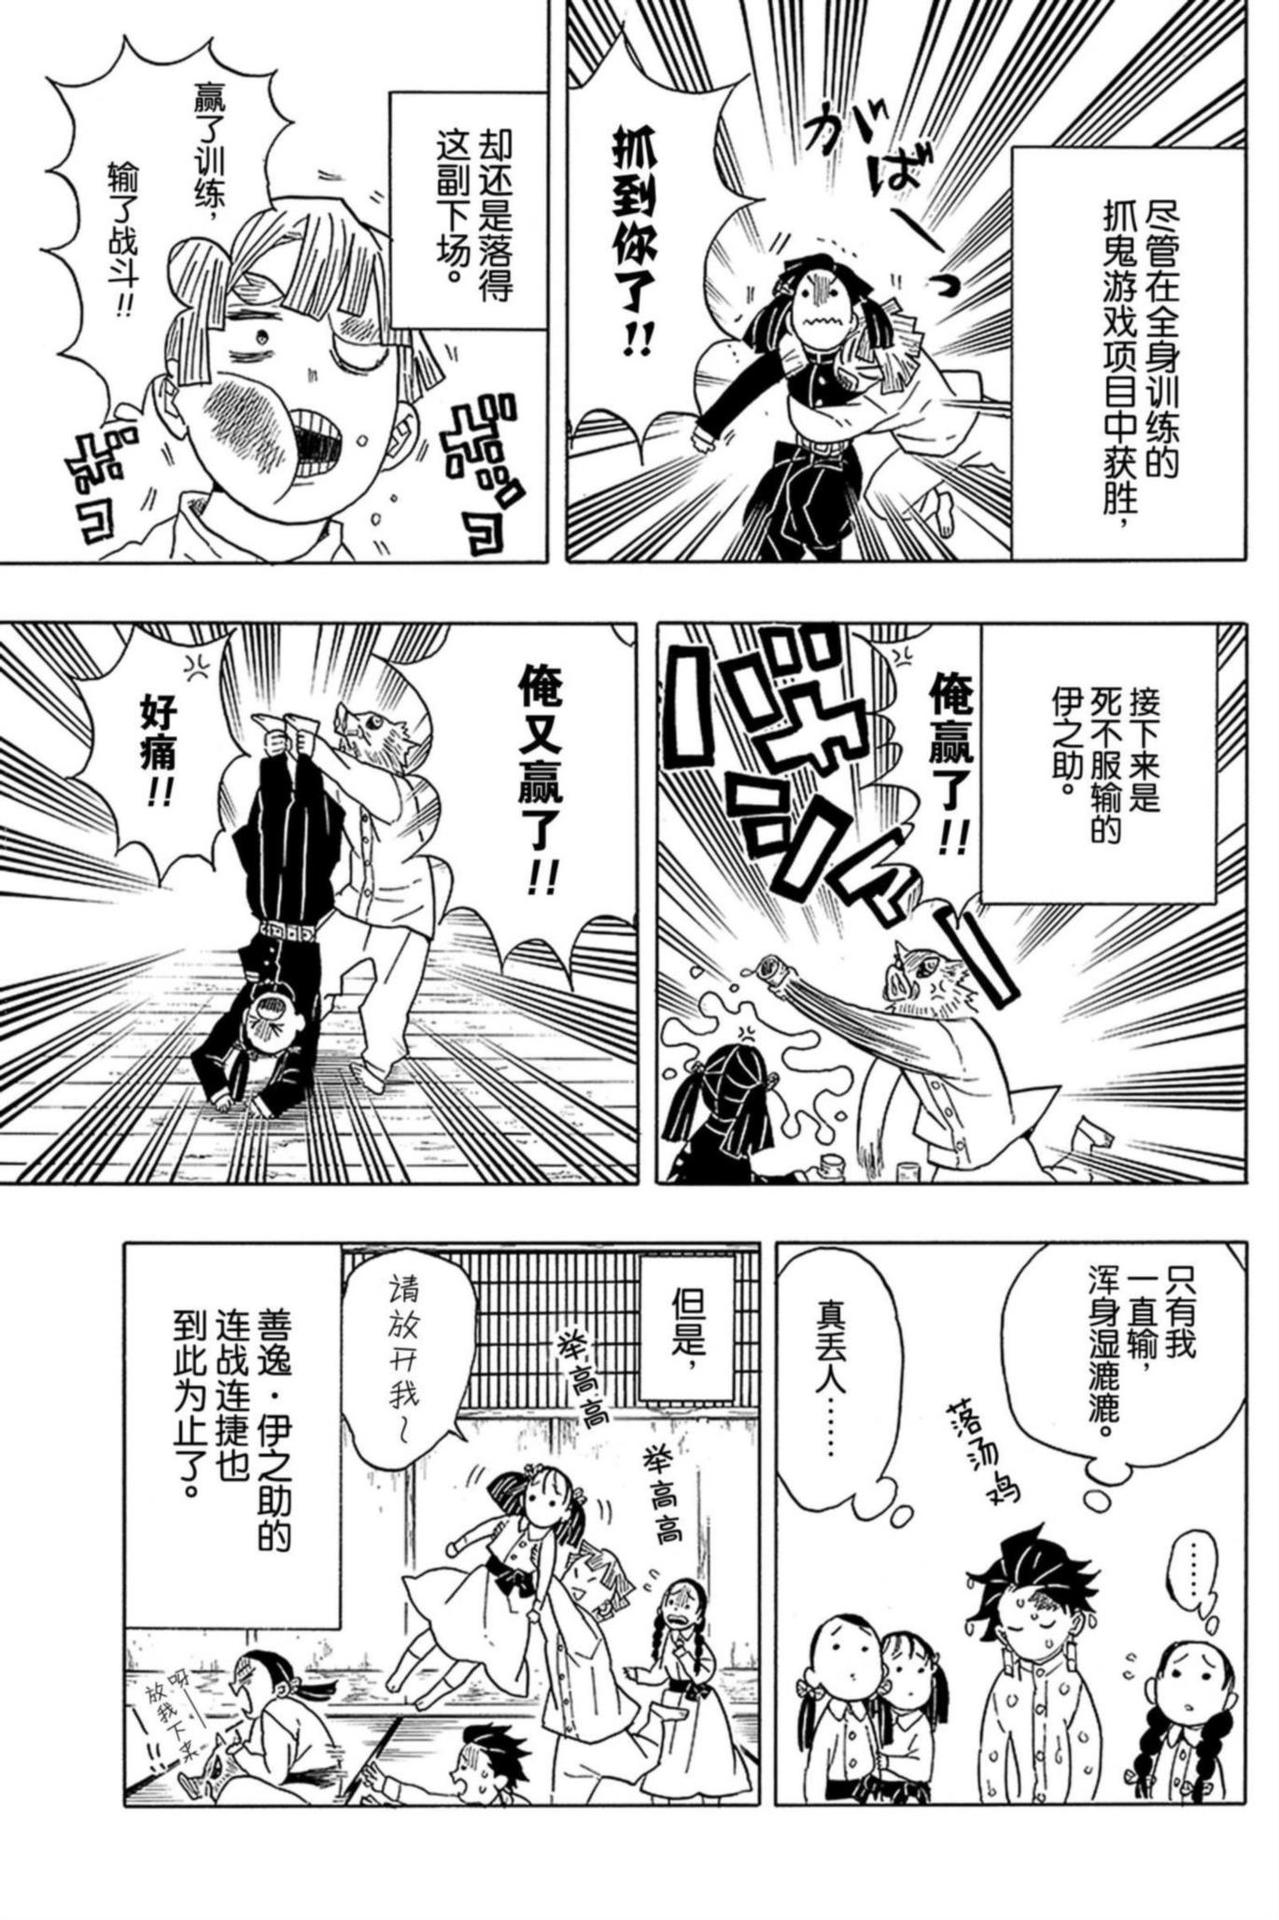 尽管在全身训练的
抓鬼游戏项目中获胜，
がばーっ
抓到你了!!
却还是落得
这副下场。
赢了训练，
输了战斗!!
接下来是
死不服输的
伊之助。
俺赢了!!
俺又赢了!!
好痛!!
只有我
一直输，
浑身湿漉漉。
真丢人……
落汤鸡
……
但是，
举高高
举高高
请放开我～
善逸·伊之助的
连战连捷也
到此为止了。
呀——
放我下来——!!